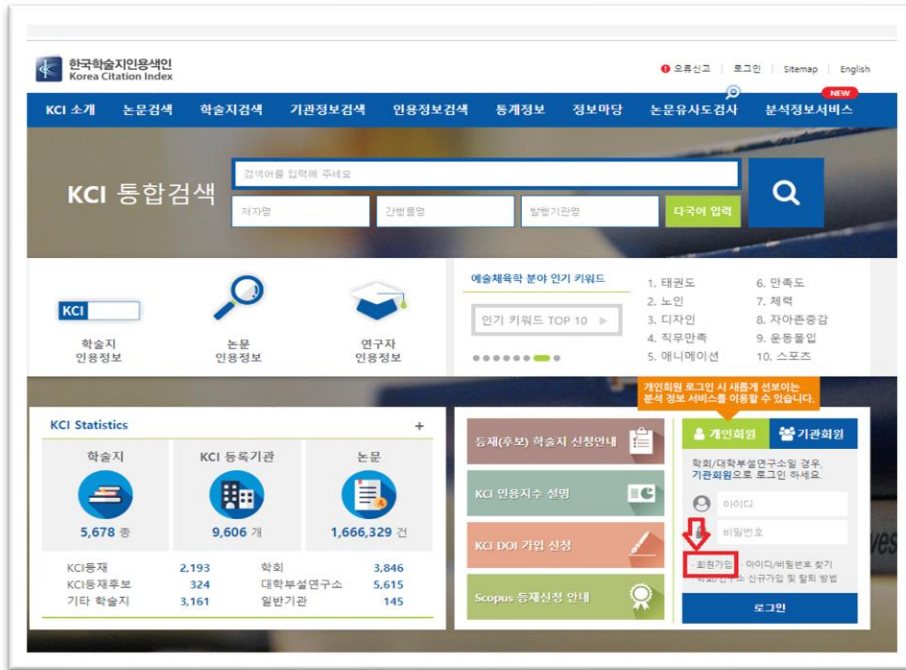 한국학술지인용색인
Korea Citation Index
오류신고 로그인 Sitemap English
NEW
KCI 소개 논문검색 학술지검색 기관정보검색 인용정보검색 통계정보 정보마당 논문유사도검사 분석정보서비스
KCI 통합검색
검색어를 입력해 주세요
저자명 간행물명 발행기관명 다국어 입력
KCI
학술지
인용정보
논문
인용정보
연구자
인용정보
예술체육학 분야 인기 키워드
인기 키워드 TOP 10
1. 태권도
2. 노인
3. 디자인
4. 직무만족
5. 애니메이션
6. 만족도
7. 체력
8. 자아존중감
9. 운동몰입
10. 스포츠
개인회원 로그인 시 새롭게 선보이는
분석 정보 서비스를 이용할 수 있습니다.
KCI Statistics +
학술지
5,678 종
KCI 등록기관
9,606 개
논문
1,666,329 건
KCI등재 2,193
KCI등재후보 324
기타 학술지 3,161
학회 3,846
대학부설연구소 5,615
일반기관 145
등재(후보) 학술지 신청안내
KCI 인용지수 설명
KCI DOI 가입 신청
Scopus 등재신청 안내
개인회원 기관회원
학회/대학부설연구소일 경우,
기관회원으로 로그인 하세요.
아이디
비밀번호
· 회원가입 · 아이디/비밀번호 찾기
· 학회/연구소 신규가입 및 탈퇴 방법
로그인